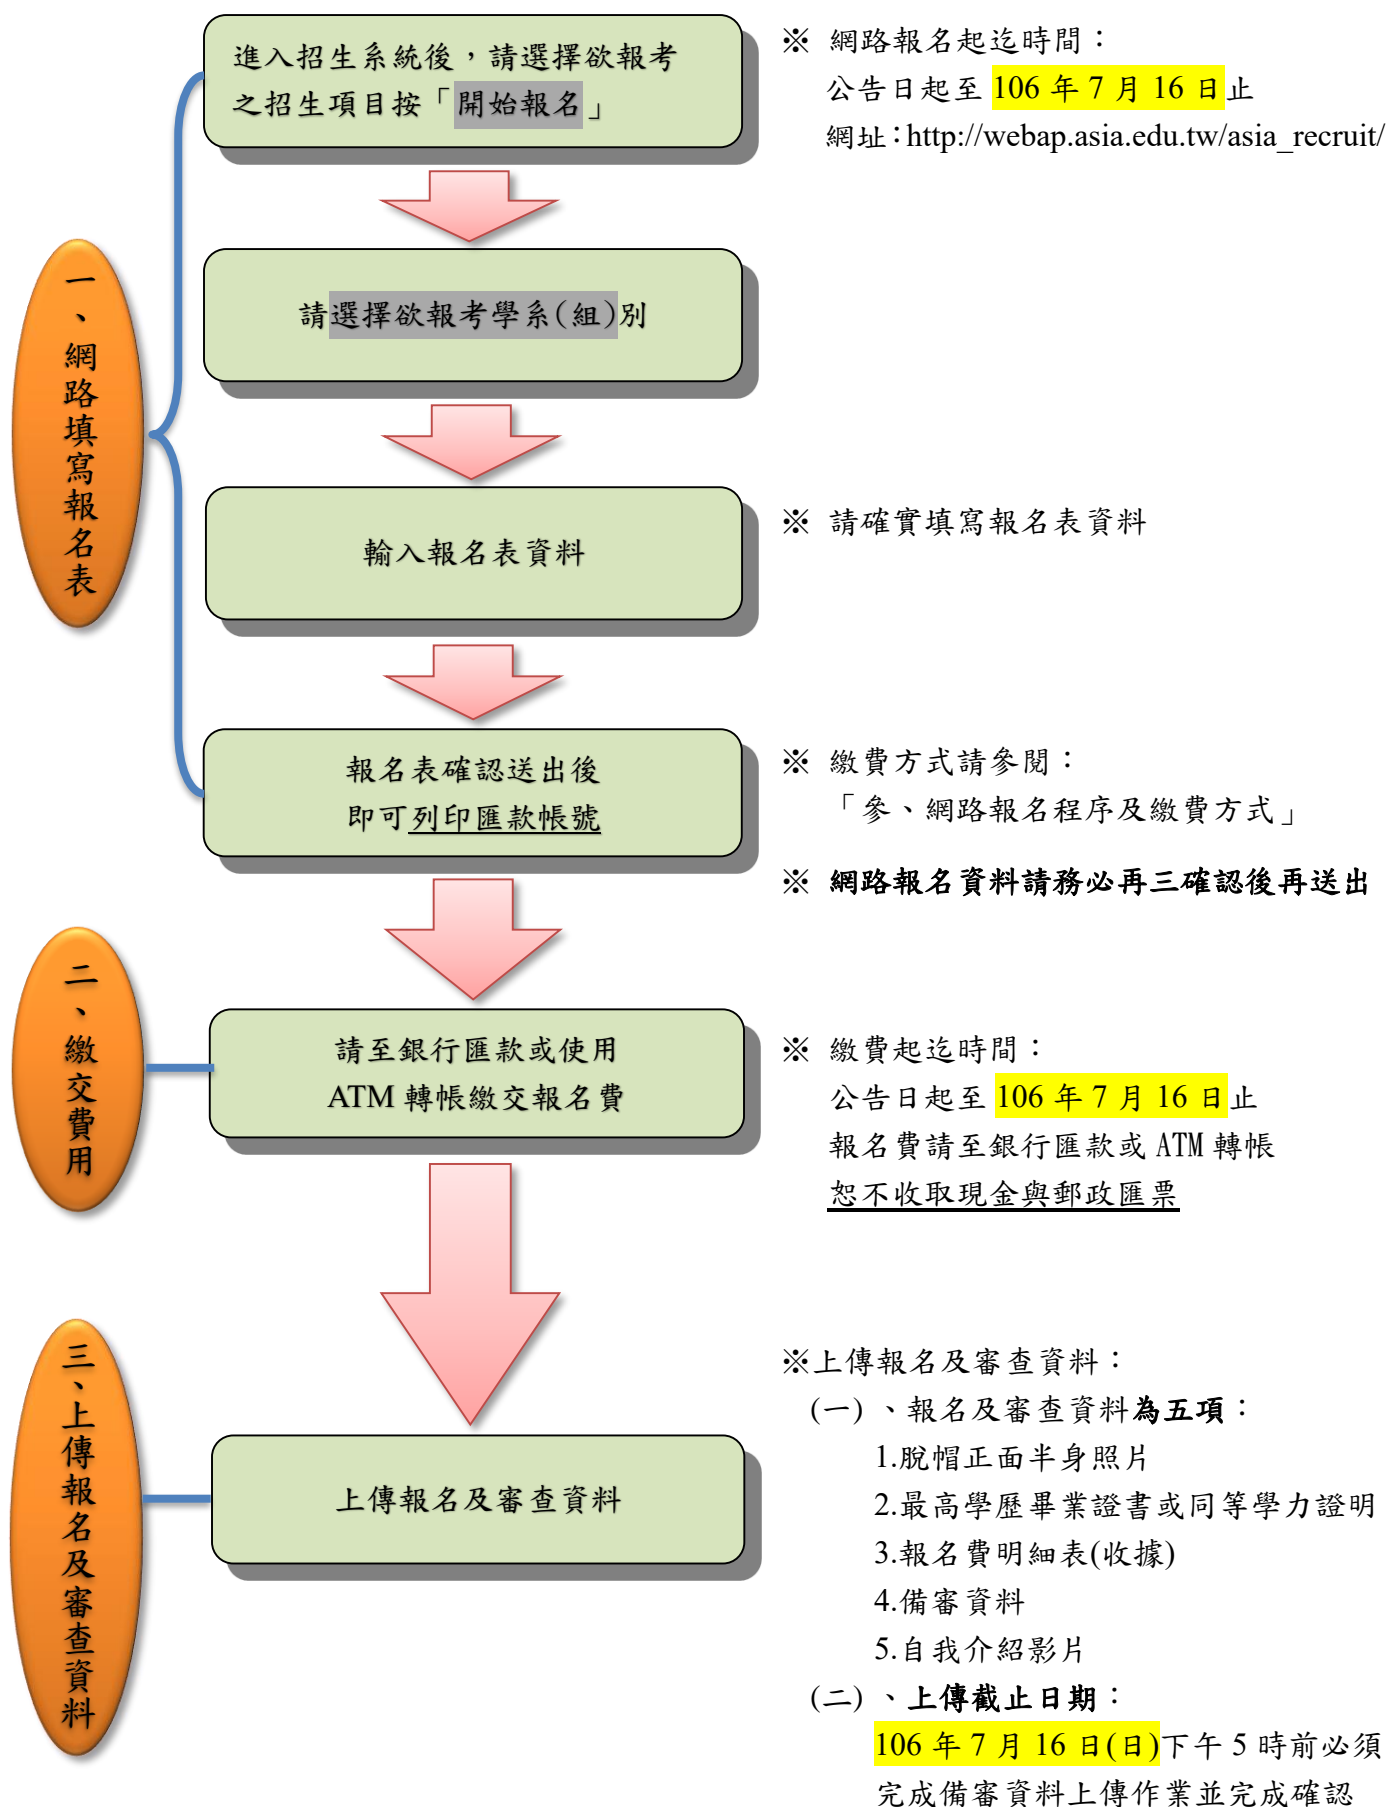 進入招生系統後，請選擇欲報考
之招生項目按「開始報名」
※ 網路報名起迄時間：
公告日起至 106 年 7 月 16 日止
網址：http://webap.asia.edu.tw/asia_recruit/
一、網路填寫報名表
請選擇欲報考學系(組)別
輸入報名表資料
※ 請確實填寫報名表資料
報名表確認送出後
即可列印匯款帳號
※ 繳費方式請參閱：
「參、網路報名程序及繳費方式」
※ 網路報名資料請務必再三確認後再送出
二、繳交費用
請至銀行匯款或使用
ATM 轉帳繳交報名費
※ 繳費起迄時間：
公告日起至 106 年 7 月 16 日止
報名費請至銀行匯款或 ATM 轉帳
恕不收取現金與郵政匯票
三、上傳報名及審查資料
上傳報名及審查資料
※上傳報名及審查資料：
(一) 、報名及審查資料為五項：
1.脫帽正面半身照片
2.最高學歷畢業證書或同等學力證明
3.報名費明細表(收據)
4.備審資料
5.自我介紹影片
(二) 、上傳截止日期：
106 年 7 月 16 日(日)下午 5 時前必須
完成備審資料上傳作業並完成確認